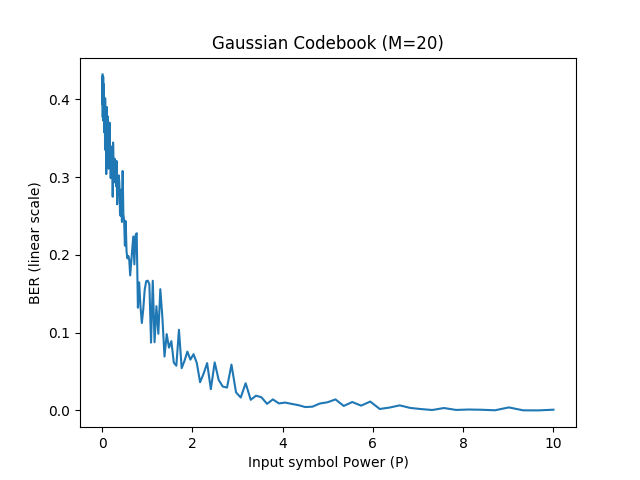 Gaussian Codebook (M=20)
BER (linear scale)
0.4
0.3
0.2
0.1
0.0
0 2 4 6 8 10
Input symbol Power (P)